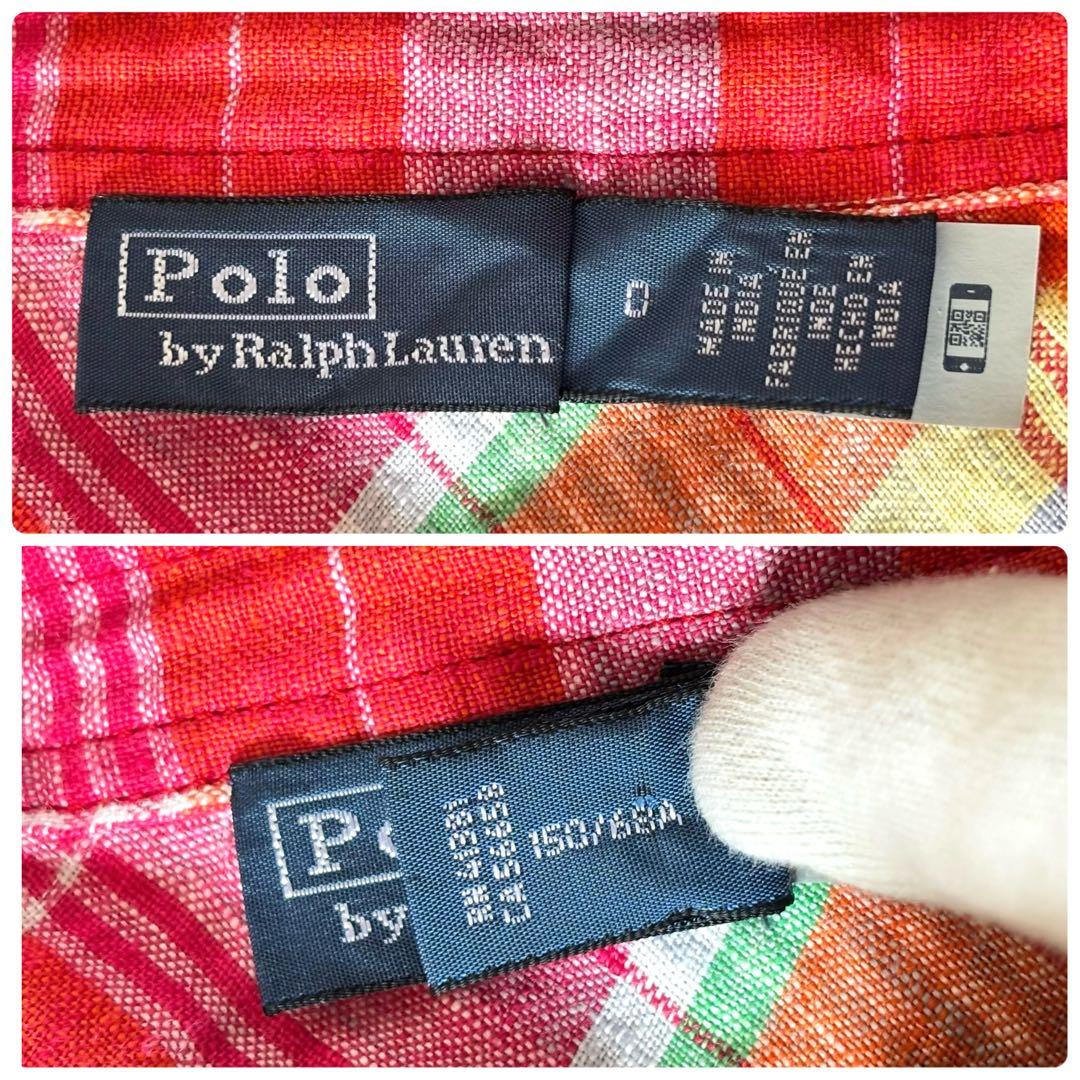 Polo
by Ralph Lauren
0
MADE IN
INDIA
FABRIQUÉ EN
INDE
HECHO EN
INDIA
Po
by
150/68A